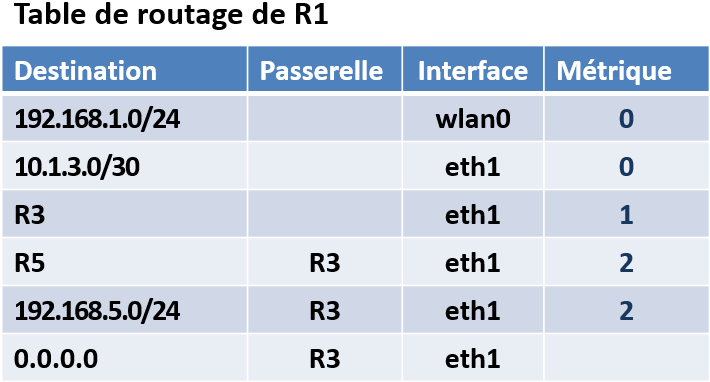 Table de routage de R1
Destination Passerelle Interface Métrique
192.168.1.0/24 wlan0 0
10.1.3.0/30 eth1 0
R3 eth1 1
R5 R3 eth1 2
192.168.5.0/24 R3 eth1 2
0.0.0.0 R3 eth1